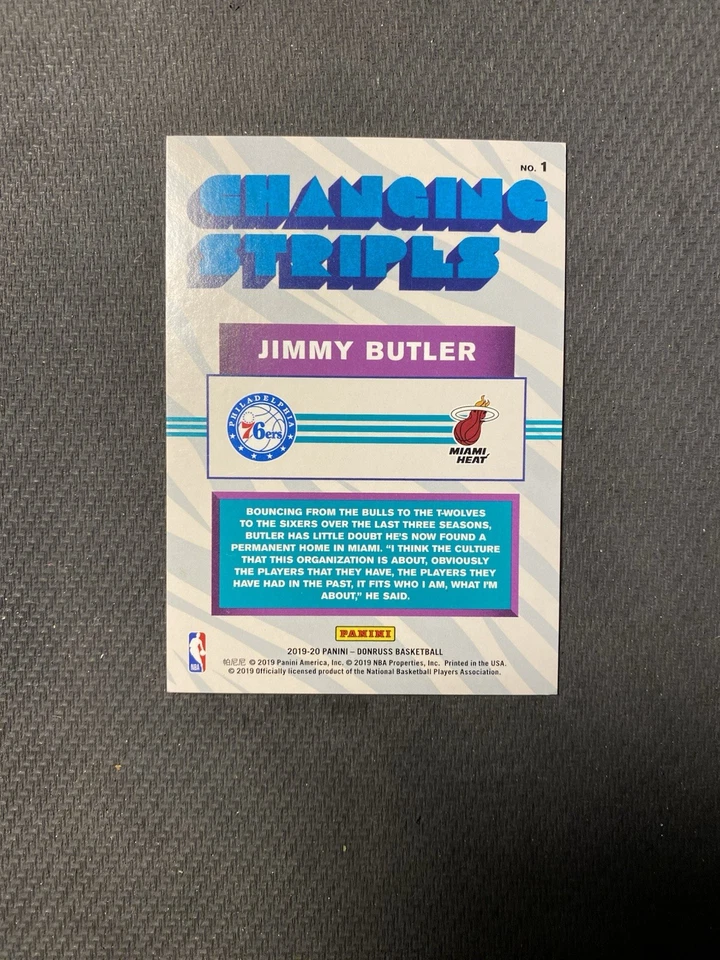 NO. 1
CHANGING
STRIPES
JIMMY BUTLER
PHILADELPHIA
76ers
MIAMI
HEAT
BOUNCING FROM THE BULLS TO THE T-WOLVES
TO THE SIXERS OVER THE LAST THREE SEASONS,
BUTLER HAS LITTLE DOUBT HE'S NOW FOUND A
PERMANENT HOME IN MIAMI. "I THINK THE CULTURE
THAT THIS ORGANIZATION IS ABOUT, OBVIOUSLY
THE PLAYERS THAT THEY HAVE, THE PLAYERS THEY
HAVE HAD IN THE PAST, IT FITS WHO I AM, WHAT I'M
ABOUT," HE SAID.
PANINI
2019-20 PANINI – DONRUSS BASKETBALL
帕尼尼 © 2019 Panini America, Inc. © 2019 NBA Properties, Inc. Printed in the USA.
© 2019 Officially licensed product of the National Basketball Players Association.
NBA